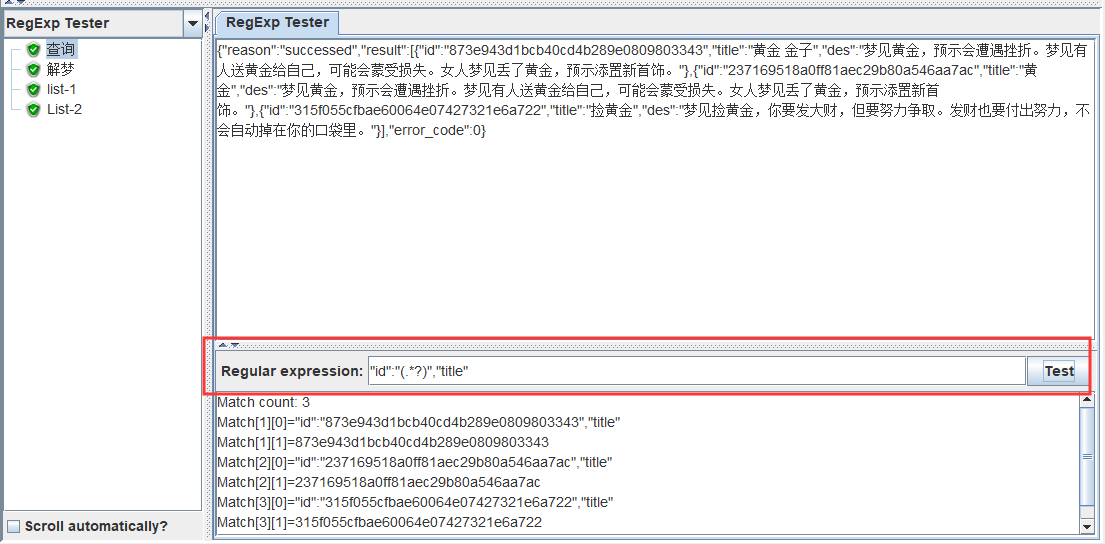 RegExp Tester
查询
解梦
list-1
List-2
Scroll automatically?
RegExp Tester
{"reason":"successed","result":[{"id":"873e943d1bcb40cd4b289e0809803343","title":"黄金 金子","des":"梦见黄金，预示会遭遇挫折。梦见有
人送黄金给自己，可能会蒙受损失。女人梦见丢了黄金，预示添置新首饰。"},{"id":"237169518a0ff81aec29b80a546aa7ac","title":"黄
金","des":"梦见黄金，预示会遭遇挫折。梦见有人送黄金给自己，可能会蒙受损失。女人梦见丢了黄金，预示添置新首
饰。"},{"id":"315f055cfbae60064e07427321e6a722","title":"捡黄金","des":"梦见捡黄金，你要发大财，但要努力争取。发财也要付出努力，不
会自动掉在你的口袋里。"}],"error_code":0}
Regular expression: "id":"(.*?)","title" Test
Match count: 3
Match[1][0]="id":"873e943d1bcb40cd4b289e0809803343","title"
Match[1][1]=873e943d1bcb40cd4b289e0809803343
Match[2][0]="id":"237169518a0ff81aec29b80a546aa7ac","title"
Match[2][1]=237169518a0ff81aec29b80a546aa7ac
Match[3][0]="id":"315f055cfbae60064e07427321e6a722","title"
Match[3][1]=315f055cfbae60064e07427321e6a722